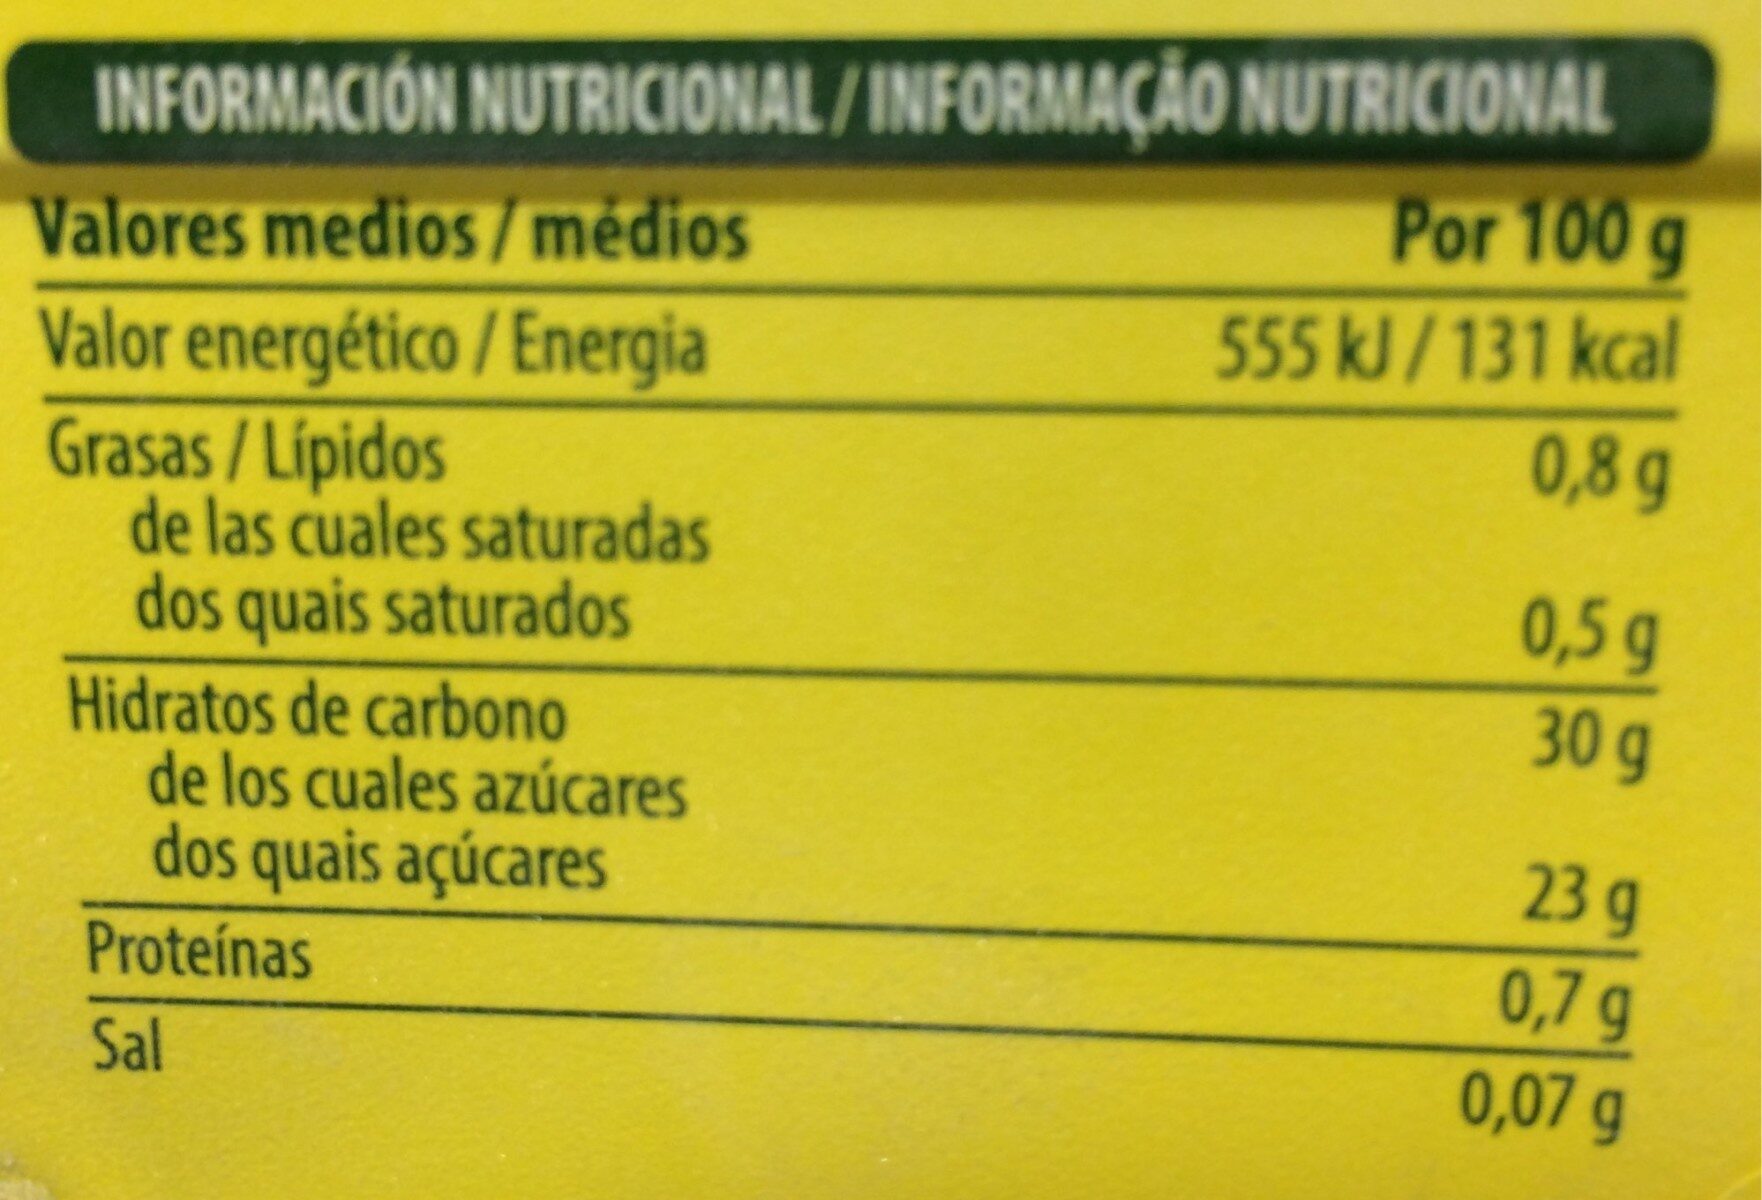 INFORMACIÓN NUTRICIONAL / INFORMAÇÃO NUTRICIONAL
Valores medios / médios Por 100 g
Valor energético / Energia 555 kJ / 131 kcal
Grasas / Lípidos 0,8 g
de las cuales saturadas
dos quais saturados 0,5 g
Hidratos de carbono 30 g
de los cuales azúcares
dos quais açúcares 23 g
Proteínas 0,7 g
Sal 0,07 g